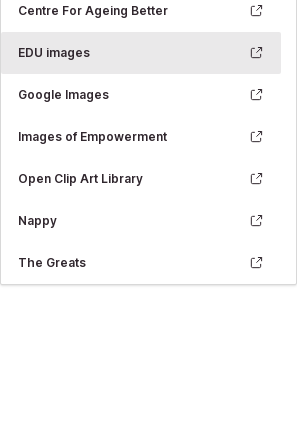 Centre For Ageing Better
EDU images
Google Images
Images of Empowerment
Open Clip Art Library
Nappy
The Greats